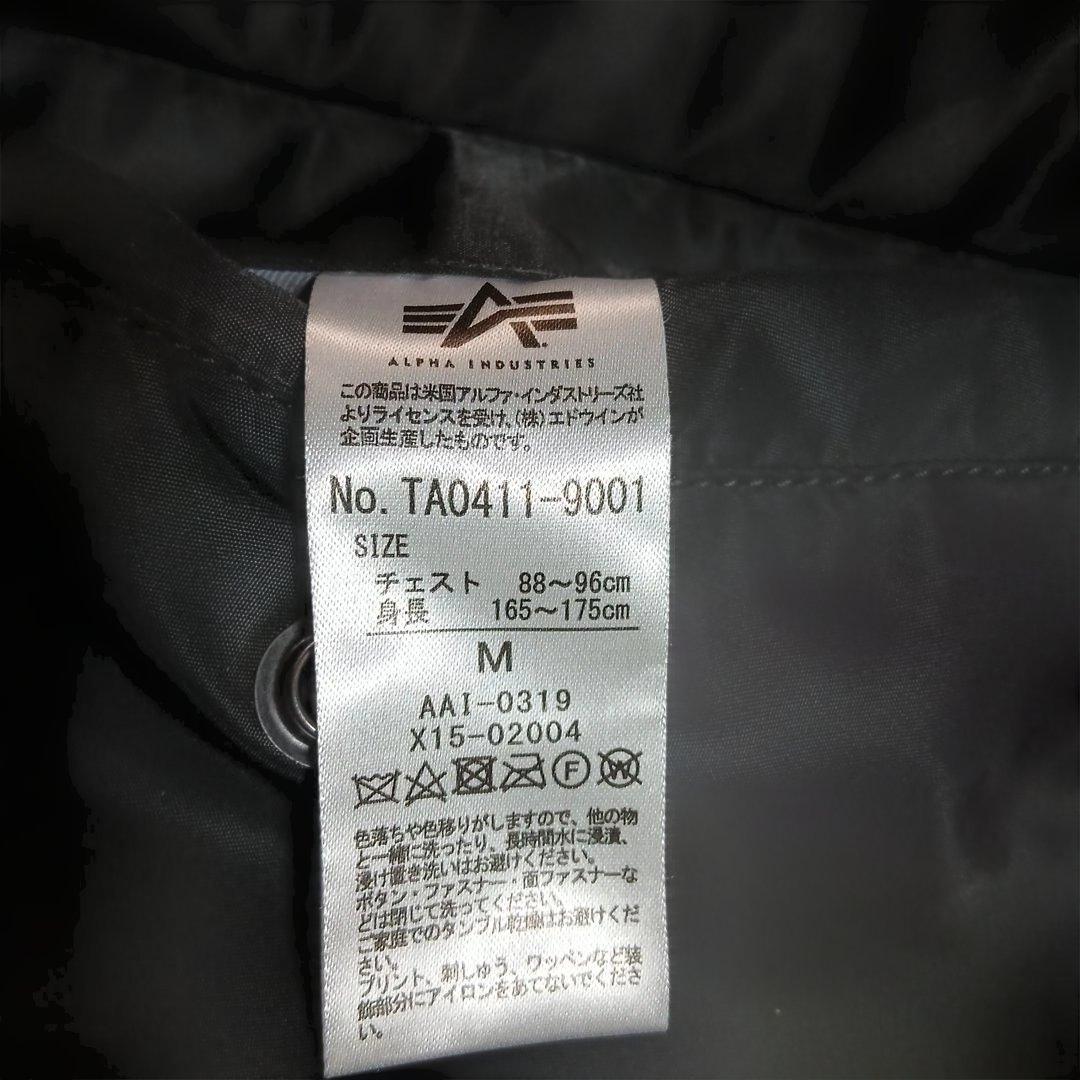 ALPHA INDUSTRIES
この商品は米国アルファ・インダストリーズ社
よりライセンスを受け、(株)エドウインが
企画生産したものです。
No. TA0411-9001
SIZE
チェスト 88〜96cm
身長 165〜175cm
M
AAI-0319
X15-02004
F W
色落ちや色移りがしますので、他の物
と一緒に洗ったり、長時間水に浸漬、
浸け置き洗いはお避けください。
ボタン・ファスナー・面ファスナーな
どは閉じて洗ってください。
ご家庭でのタンブル乾燥はお避けくだ
さい。
プリント、刺しゅう、ワッペンなど装
飾部分にアイロンをあてないでくださ
い。